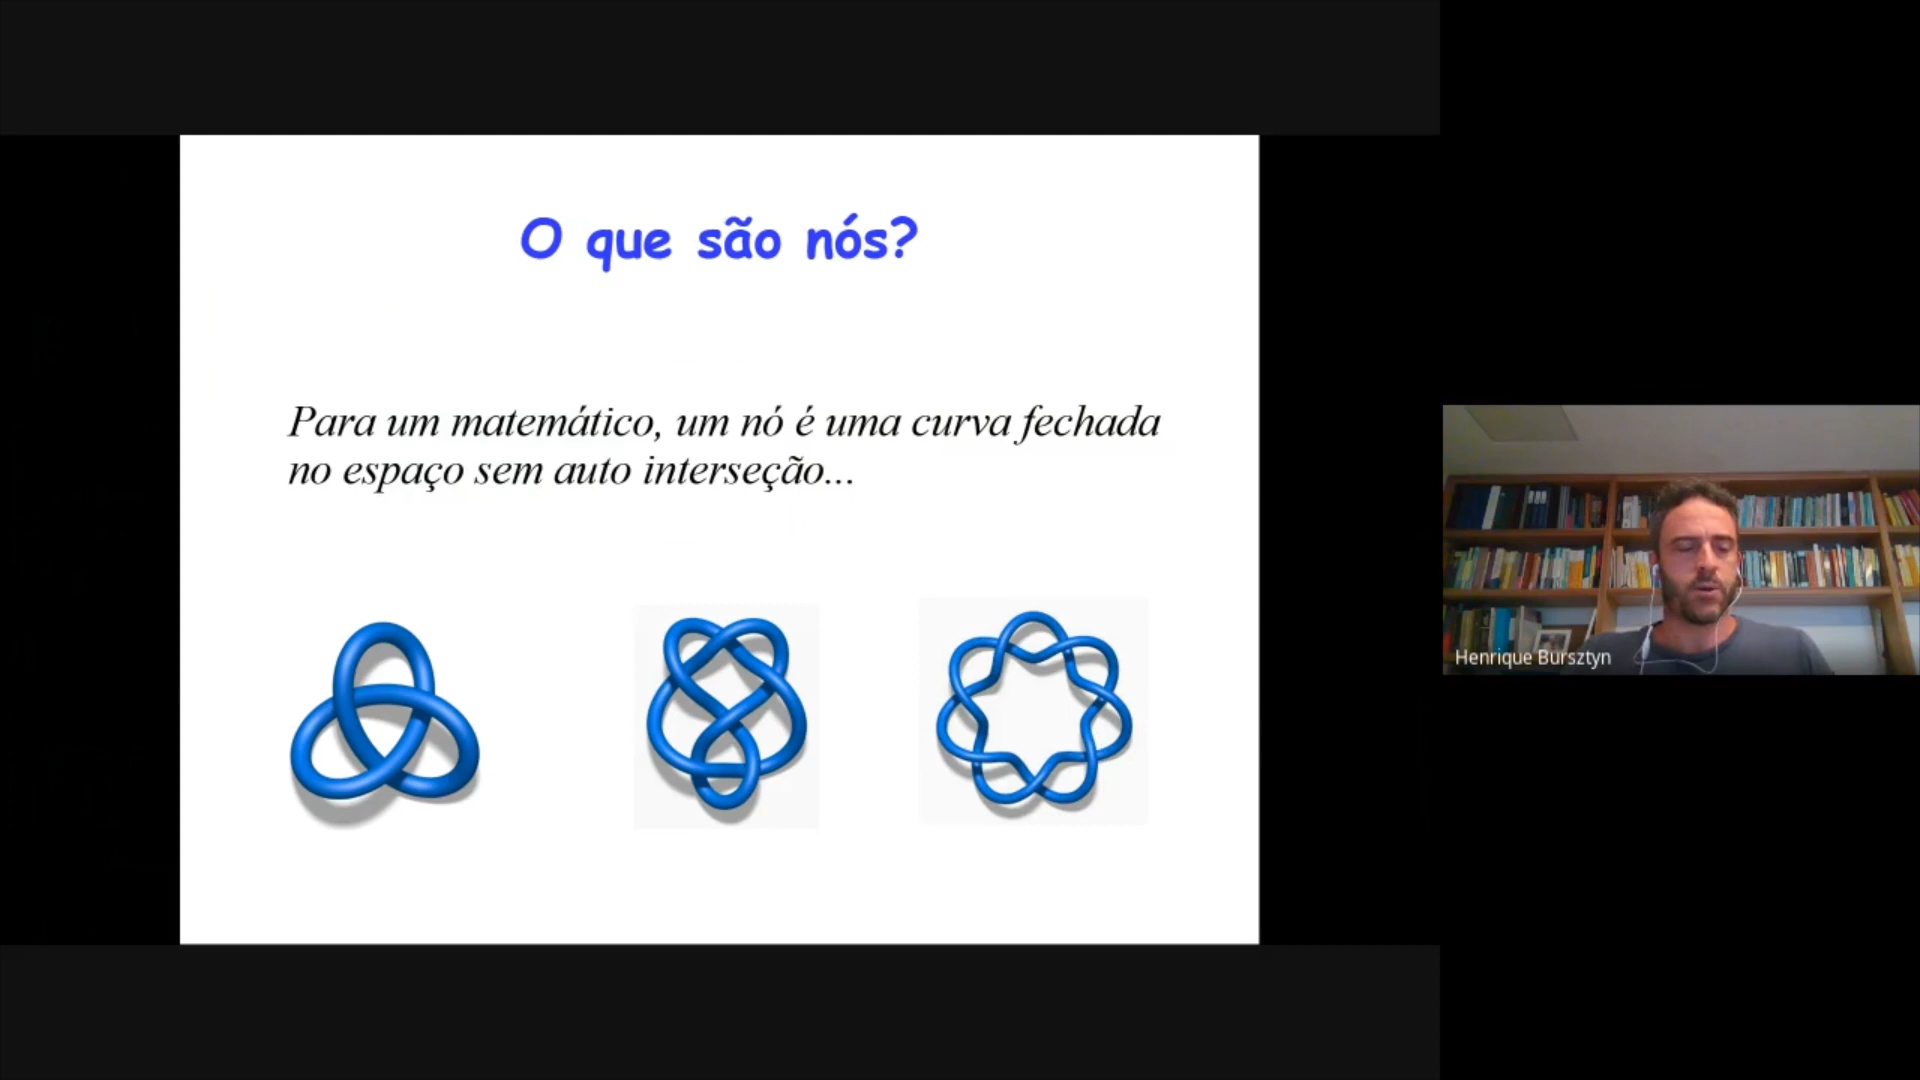 O que são nós?
Para um matemático, um nó é uma curva fechada
no espaço sem auto interseção...
Henrique Bursztyn